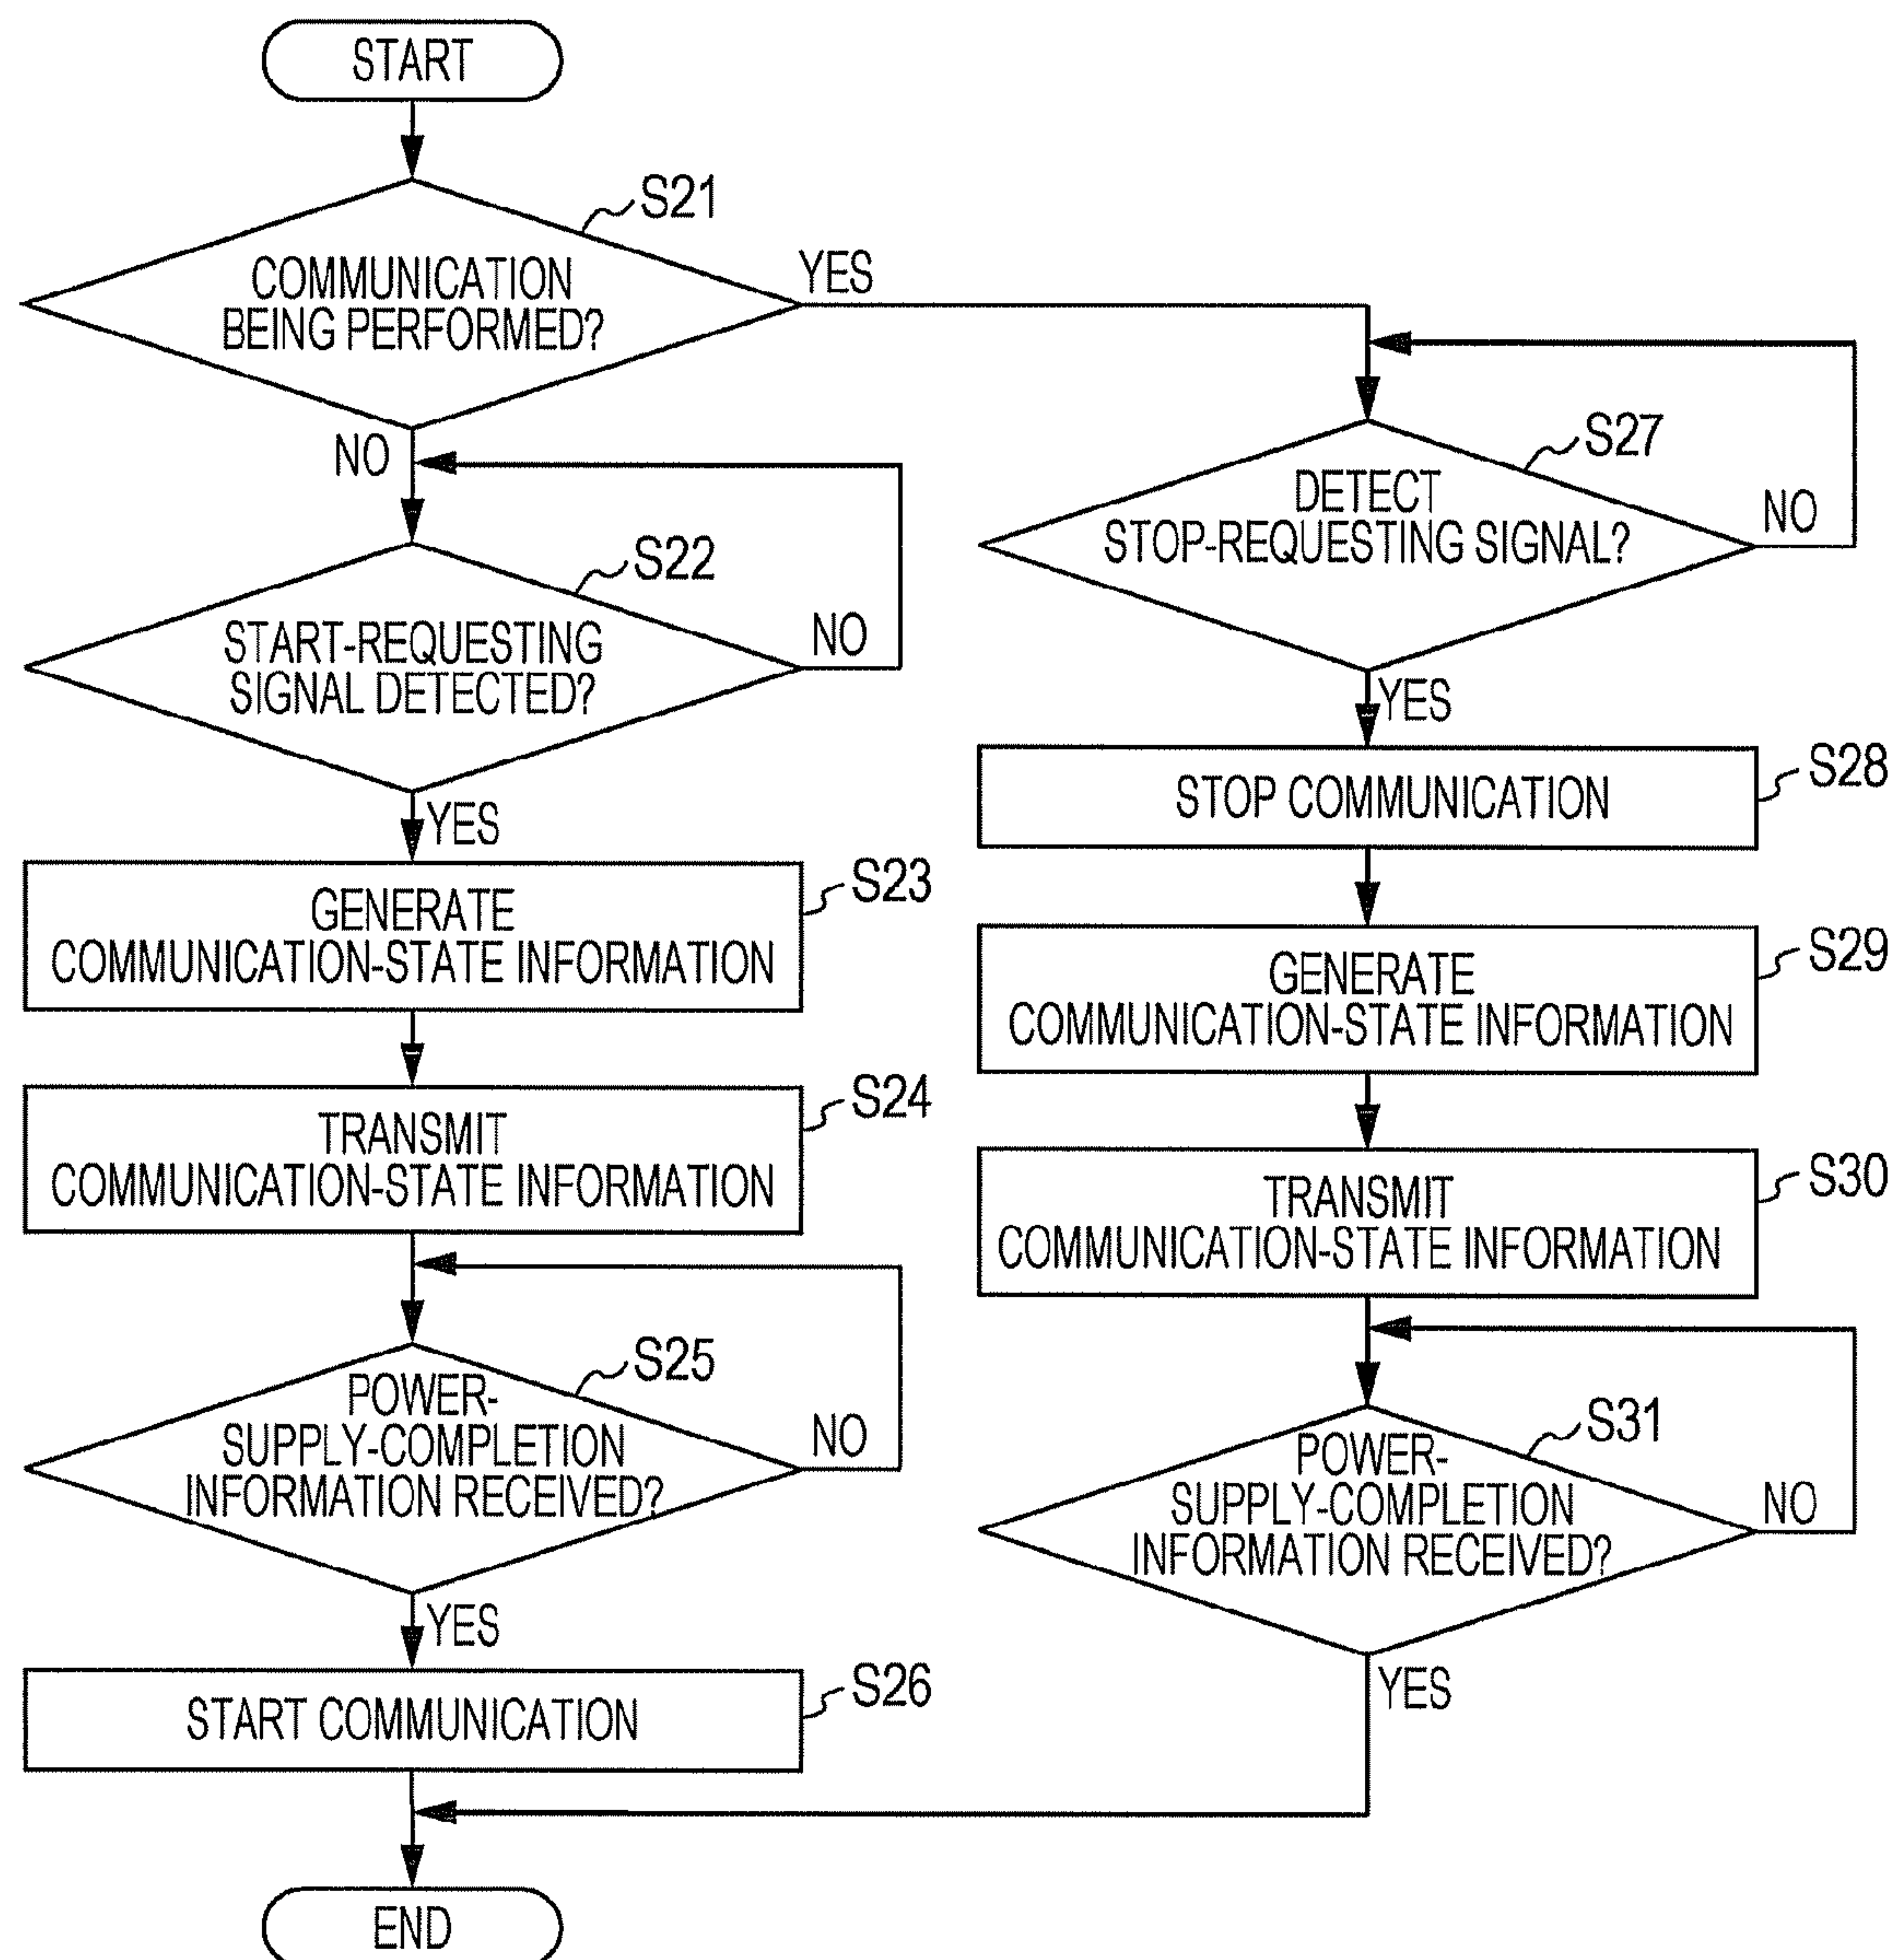 START
S21
COMMUNICATION
BEING PERFORMED?
YES
NO
S22
START-REQUESTING
SIGNAL DETECTED?
NO
YES
S23
GENERATE
COMMUNICATION-STATE INFORMATION
S24
TRANSMIT
COMMUNICATION-STATE INFORMATION
S25
POWER-
SUPPLY-COMPLETION
INFORMATION RECEIVED?
NO
YES
S26
START COMMUNICATION
S27
DETECT
STOP-REQUESTING SIGNAL?
NO
YES
S28
STOP COMMUNICATION
S29
GENERATE
COMMUNICATION-STATE INFORMATION
S30
TRANSMIT
COMMUNICATION-STATE INFORMATION
S31
POWER-
SUPPLY-COMPLETION
INFORMATION RECEIVED?
NO
YES
END